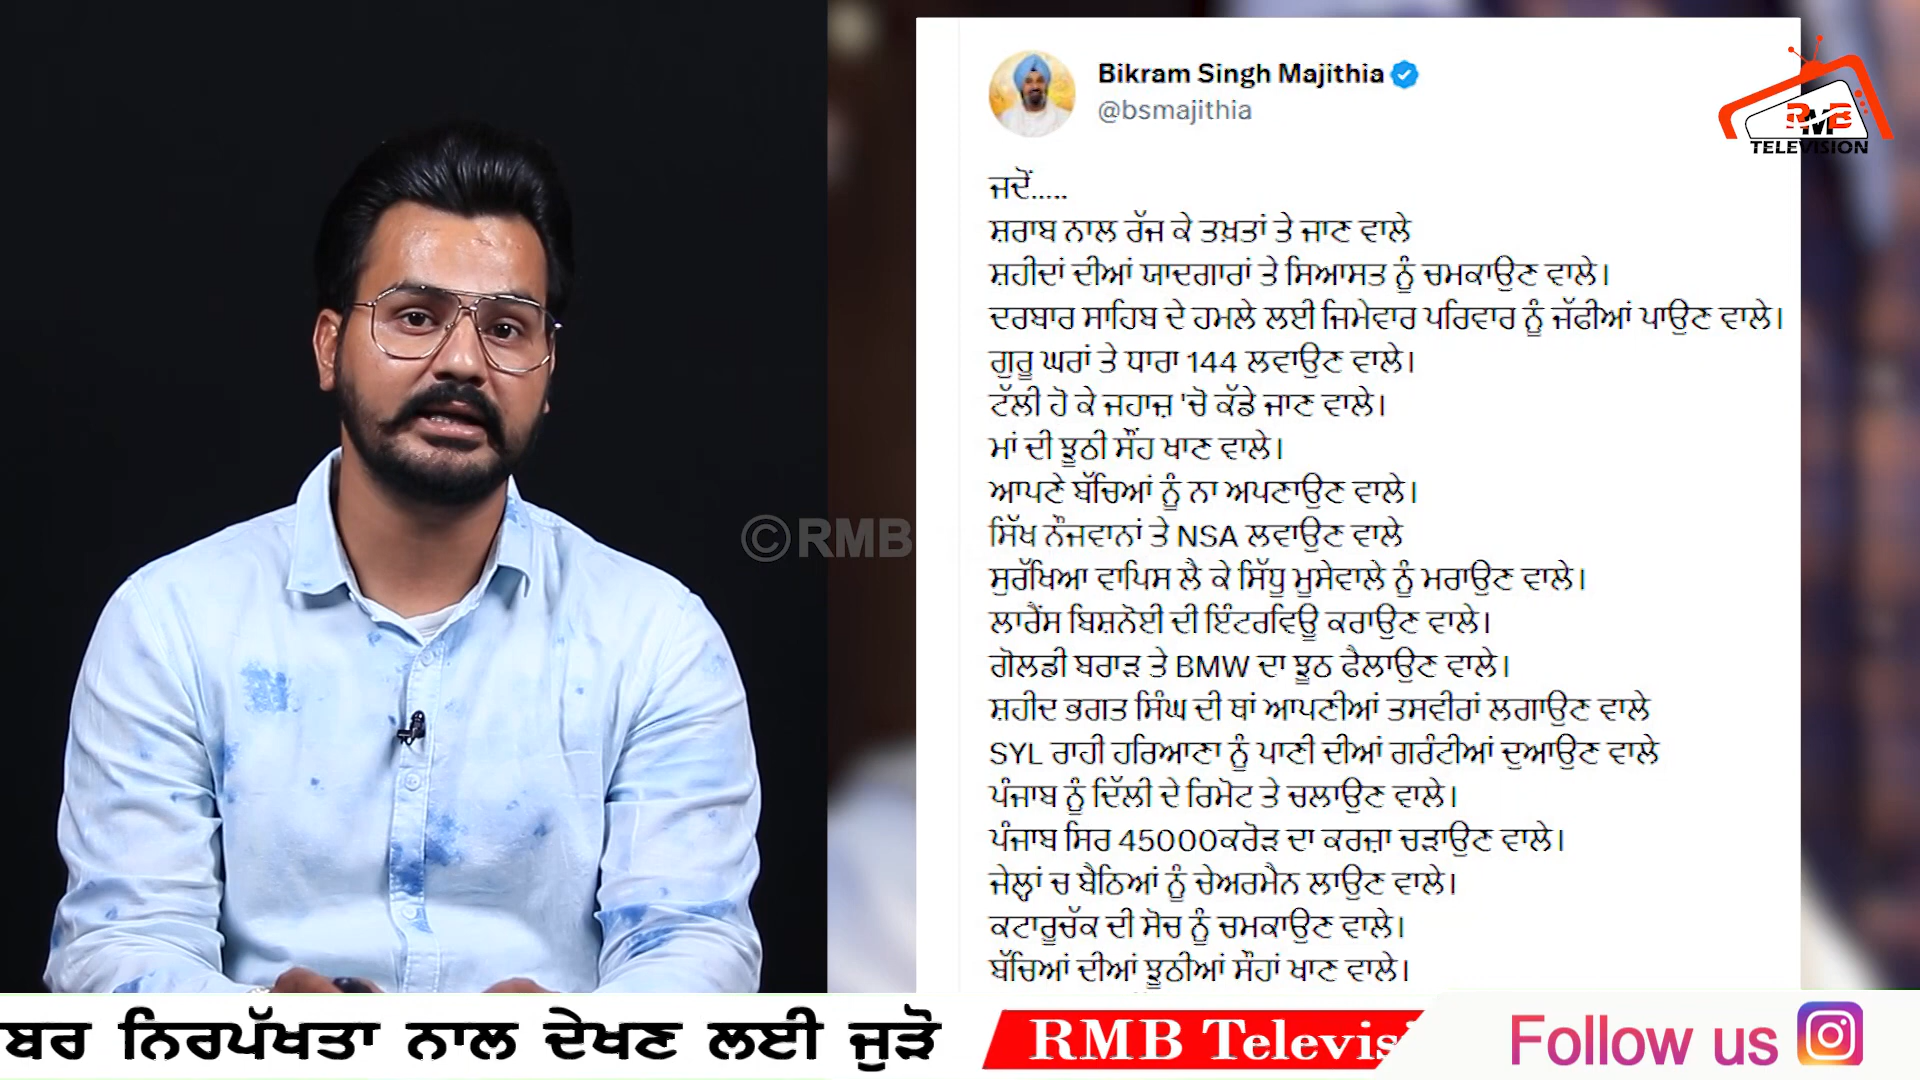 Bikram Singh Majithia
@bsmajithia
RMB
TELEVISION
ਜਦੋਂ.....
ਸ਼ਰਾਬ ਨਾਲ ਰੱਜ ਕੇ ਤਖ਼ਤਾਂ ਤੇ ਜਾਣ ਵਾਲੇ
ਸ਼ਹੀਦਾਂ ਦੀਆਂ ਯਾਦਗਾਰਾਂ ਤੇ ਸਿਆਸਤ ਨੂੰ ਚਮਕਾਉਣ ਵਾਲੇ।
ਦਰਬਾਰ ਸਾਹਿਬ ਦੇ ਹਮਲੇ ਲਈ ਜਿਮੇਵਾਰ ਪਰਿਵਾਰ ਨੂੰ ਜੱਫੀਆਂ ਪਾਉਣ ਵਾਲੇ।
ਗੁਰੂ ਘਰਾਂ ਤੇ ਧਾਰਾ 144 ਲਵਾਉਣ ਵਾਲੇ।
ਟੱਲੀ ਹੋ ਕੇ ਜਹਾਜ਼ 'ਚੋ ਕੱਡੇ ਜਾਣ ਵਾਲੇ।
ਮਾਂ ਦੀ ਝੂਠੀ ਸੌਂਹ ਖਾਣ ਵਾਲੇ।
ਆਪਣੇ ਬੱਚਿਆਂ ਨੂੰ ਨਾ ਅਪਣਾਉਣ ਵਾਲੇ।
ਸਿੱਖ ਨੌਜਵਾਨਾਂ ਤੇ NSA ਲਵਾਉਣ ਵਾਲੇ
ਸੁਰੱਖਿਆ ਵਾਪਿਸ ਲੈ ਕੇ ਸਿੱਧੂ ਮੂਸੇਵਾਲੇ ਨੂੰ ਮਰਾਉਣ ਵਾਲੇ।
ਲਾਰੈਂਸ ਬਿਸ਼ਨੋਈ ਦੀ ਇੰਟਰਵਿਊ ਕਰਾਉਣ ਵਾਲੇ।
ਗੋਲਡੀ ਬਰਾੜ ਤੇ BMW ਦਾ ਝੂਠ ਫੈਲਾਉਣ ਵਾਲੇ।
ਸ਼ਹੀਦ ਭਗਤ ਸਿੰਘ ਦੀ ਥਾਂ ਆਪਣੀਆਂ ਤਸਵੀਰਾਂ ਲਗਾਉਣ ਵਾਲੇ
SYL ਰਾਹੀ ਹਰਿਆਣਾ ਨੂੰ ਪਾਣੀ ਦੀਆਂ ਗਰੰਟੀਆਂ ਦੁਆਉਣ ਵਾਲੇ
ਪੰਜਾਬ ਨੂੰ ਦਿੱਲੀ ਦੇ ਰਿਮੋਟ ਤੇ ਚਲਾਉਣ ਵਾਲੇ।
ਪੰਜਾਬ ਸਿਰ 45000ਕਰੋੜ ਦਾ ਕਰਜ਼ਾ ਚੜਾਉਣ ਵਾਲੇ।
ਜੇਲ੍ਹਾਂ ਚ ਬੈਠਿਆਂ ਨੂੰ ਚੇਅਰਮੈਨ ਲਾਉਣ ਵਾਲੇ।
ਕਟਾਰੂਚੱਕ ਦੀ ਸੋਚ ਨੂੰ ਚਮਕਾਉਣ ਵਾਲੇ।
ਬੱਚਿਆਂ ਦੀਆਂ ਝੂਠੀਆਂ ਸੌਹਾਂ ਖਾਣ ਵਾਲੇ।
©RMB
ਬਰ ਨਿਰਪੱਖਤਾ ਨਾਲ ਦੇਖਣ ਲਈ ਜੁੜੋ RMB Televis Follow us